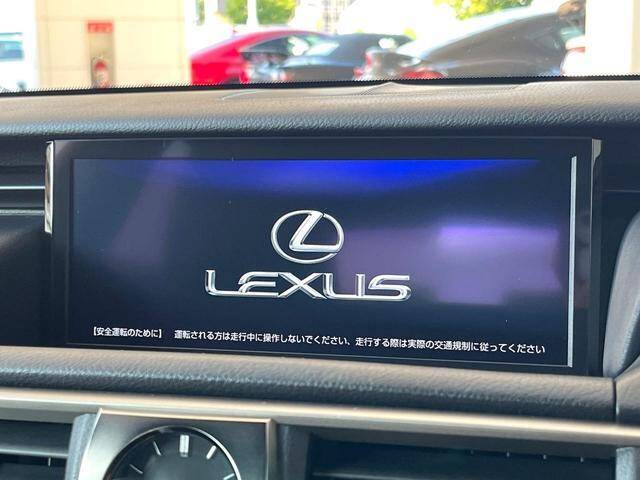 LEXUS
【安全運転のために】 運転される方は走行中に操作しないでください、走行する際は実際の交通規制に従ってください